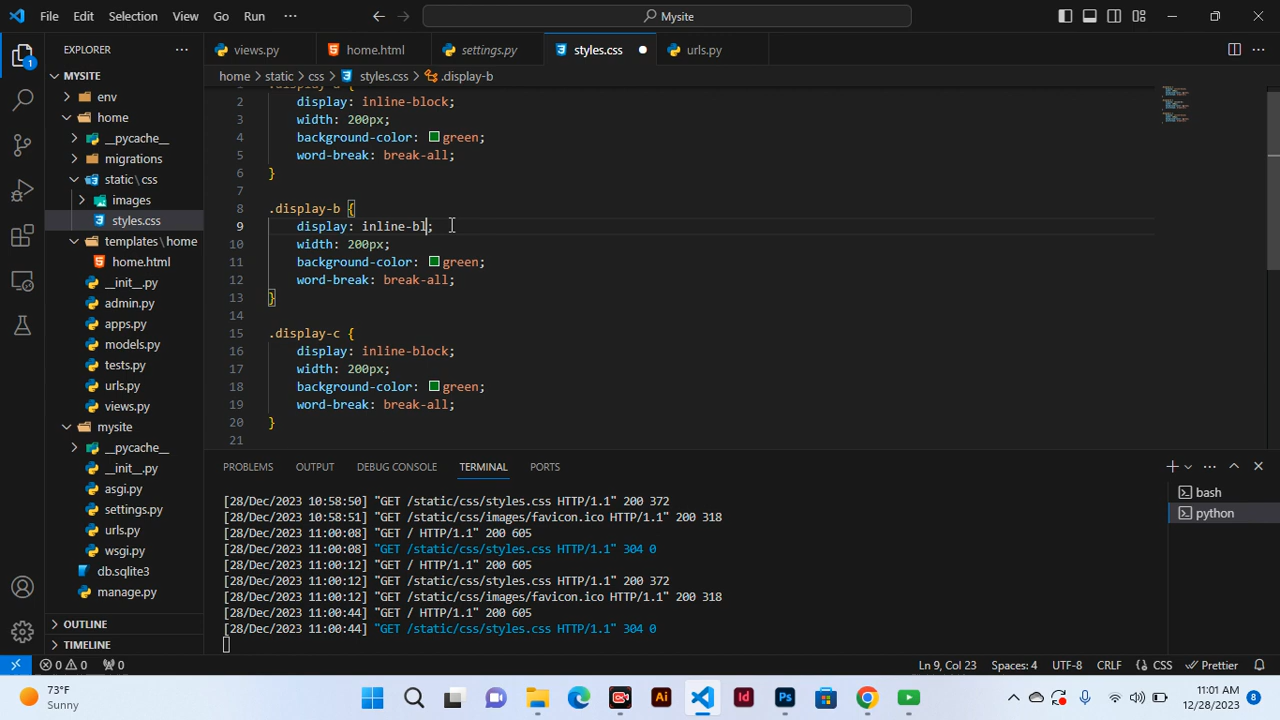 File Edit Selection View Go Run ··· Mysite
EXPLORER ···
views.py home.html settings.py styles.css urls.py
home > static > css > styles.css > .display-b
MYSITE
env
home
__pycache__
migrations
static\css
images
styles.css
templates\home
home.html
__init__.py
admin.py
apps.py
models.py
tests.py
urls.py
views.py
mysite
__pycache__
__init__.py
asgi.py
settings.py
urls.py
wsgi.py
db.sqlite3
manage.py
OUTLINE
TIMELINE
1 .display-a {
2 display: inline-block;
3 width: 200px;
4 background-color: green;
5 word-break: break-all;
6 }
7
8 .display-b {
9 display: inline-bl;
10 width: 200px;
11 background-color: green;
12 word-break: break-all;
13 }
14
15 .display-c {
16 display: inline-block;
17 width: 200px;
18 background-color: green;
19 word-break: break-all;
20 }
21
PROBLEMS OUTPUT DEBUG CONSOLE TERMINAL PORTS
[28/Dec/2023 10:58:50] "GET /static/css/styles.css HTTP/1.1" 200 372
[28/Dec/2023 10:58:51] "GET /static/css/images/favicon.ico HTTP/1.1" 200 318
[28/Dec/2023 11:00:08] "GET / HTTP/1.1" 200 605
[28/Dec/2023 11:00:08] "GET /static/css/styles.css HTTP/1.1" 304 0
[28/Dec/2023 11:00:12] "GET / HTTP/1.1" 200 605
[28/Dec/2023 11:00:12] "GET /static/css/styles.css HTTP/1.1" 200 372
[28/Dec/2023 11:00:12] "GET /static/css/images/favicon.ico HTTP/1.1" 200 318
[28/Dec/2023 11:00:44] "GET / HTTP/1.1" 200 605
[28/Dec/2023 11:00:44] "GET /static/css/styles.css HTTP/1.1" 304 0
bash
python
0 0 0 Ln 9, Col 23 Spaces: 4 UTF-8 CRLF CSS Prettier
73°F
Sunny
Ai Id Ps
11:01 AM
12/28/2023 8